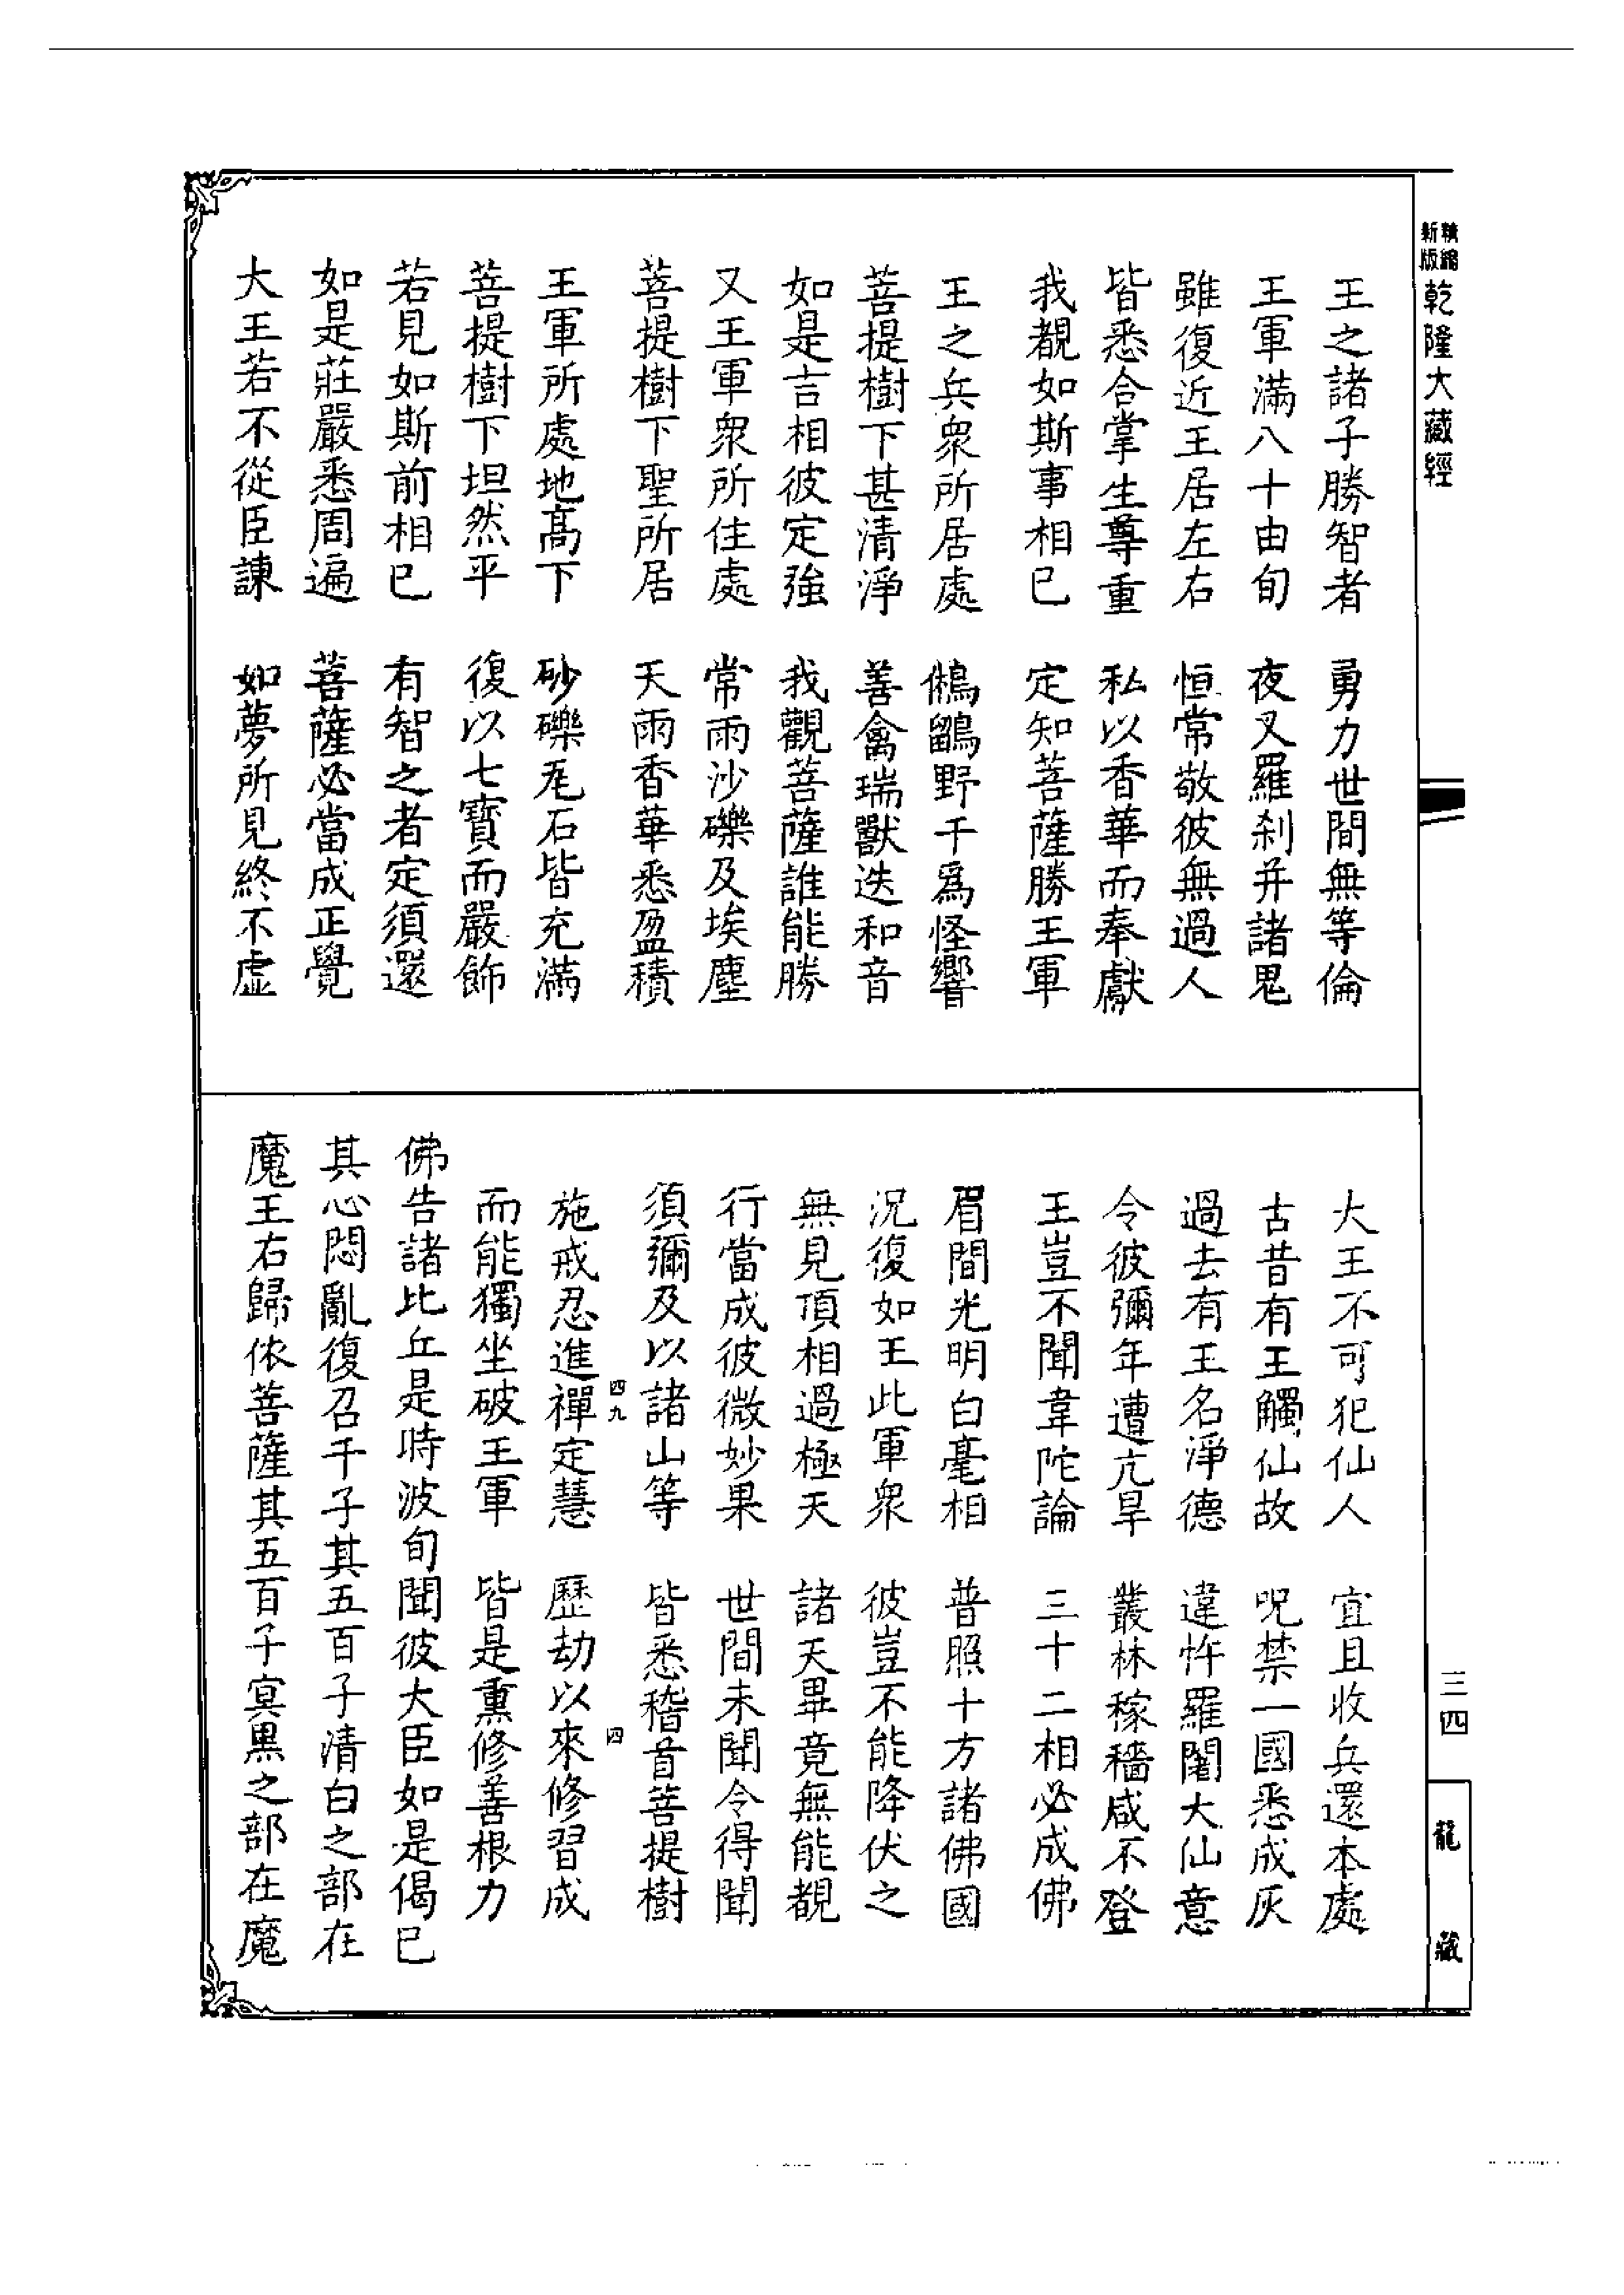 新版 精縮 乾隆大藏經
王之諸子勝智者 勇力世間無等倫
王軍滿八十由旬 夜叉羅刹并諸鬼
雖復近王居左右 恒常敬彼無過人
皆悉合掌生尊重 私以香華而奉獻
我覩如斯事相已 定知菩薩勝王軍
王之兵衆所居處 鵂鶹野干爲怪響
菩提樹下甚清淨 善禽瑞獸迭和音
如是吉相彼定強 我觀菩薩誰能勝
又王軍衆所住處 常雨沙礫及埃塵
菩提樹下聖所居 天雨香華悉盈積
王軍所處地高下 砂礫瓦石皆充滿
菩提樹下坦然平 復以七寶而嚴飾
若見如斯前相已 有智之者定須還
如是莊嚴悉周遍 菩薩必當成正覺
大王若不從臣諫 如夢所見終不虛
大王不可犯仙人 宜且收兵還本處
古昔有王觸仙故 呪禁一國悉成灰
過去有王名淨德 違忤羅闍大仙意
令彼彌年遭亢旱 叢林稼穡咸不登
王豈不聞韋陀論 三十二相必成佛
眉間光明白毫相 普照十方諸佛國
況復如王此軍衆 彼豈不能降伏之
無見頂相過極天 諸天畢竟無能覩
行當成彼微妙果 世間未聞令得聞
須彌及以諸山等 皆悉稽首菩提樹
四九 四
施戒忍進禪定慧 歷劫以來修習成
而能獨坐破王軍 皆是熏修善根力
佛告諸比丘是時波旬聞彼大臣如是偈已
其心悶亂復召千子其五百子清白之部在
魔王右歸依菩薩其五百子冥黑之部在魔
三四
龍藏